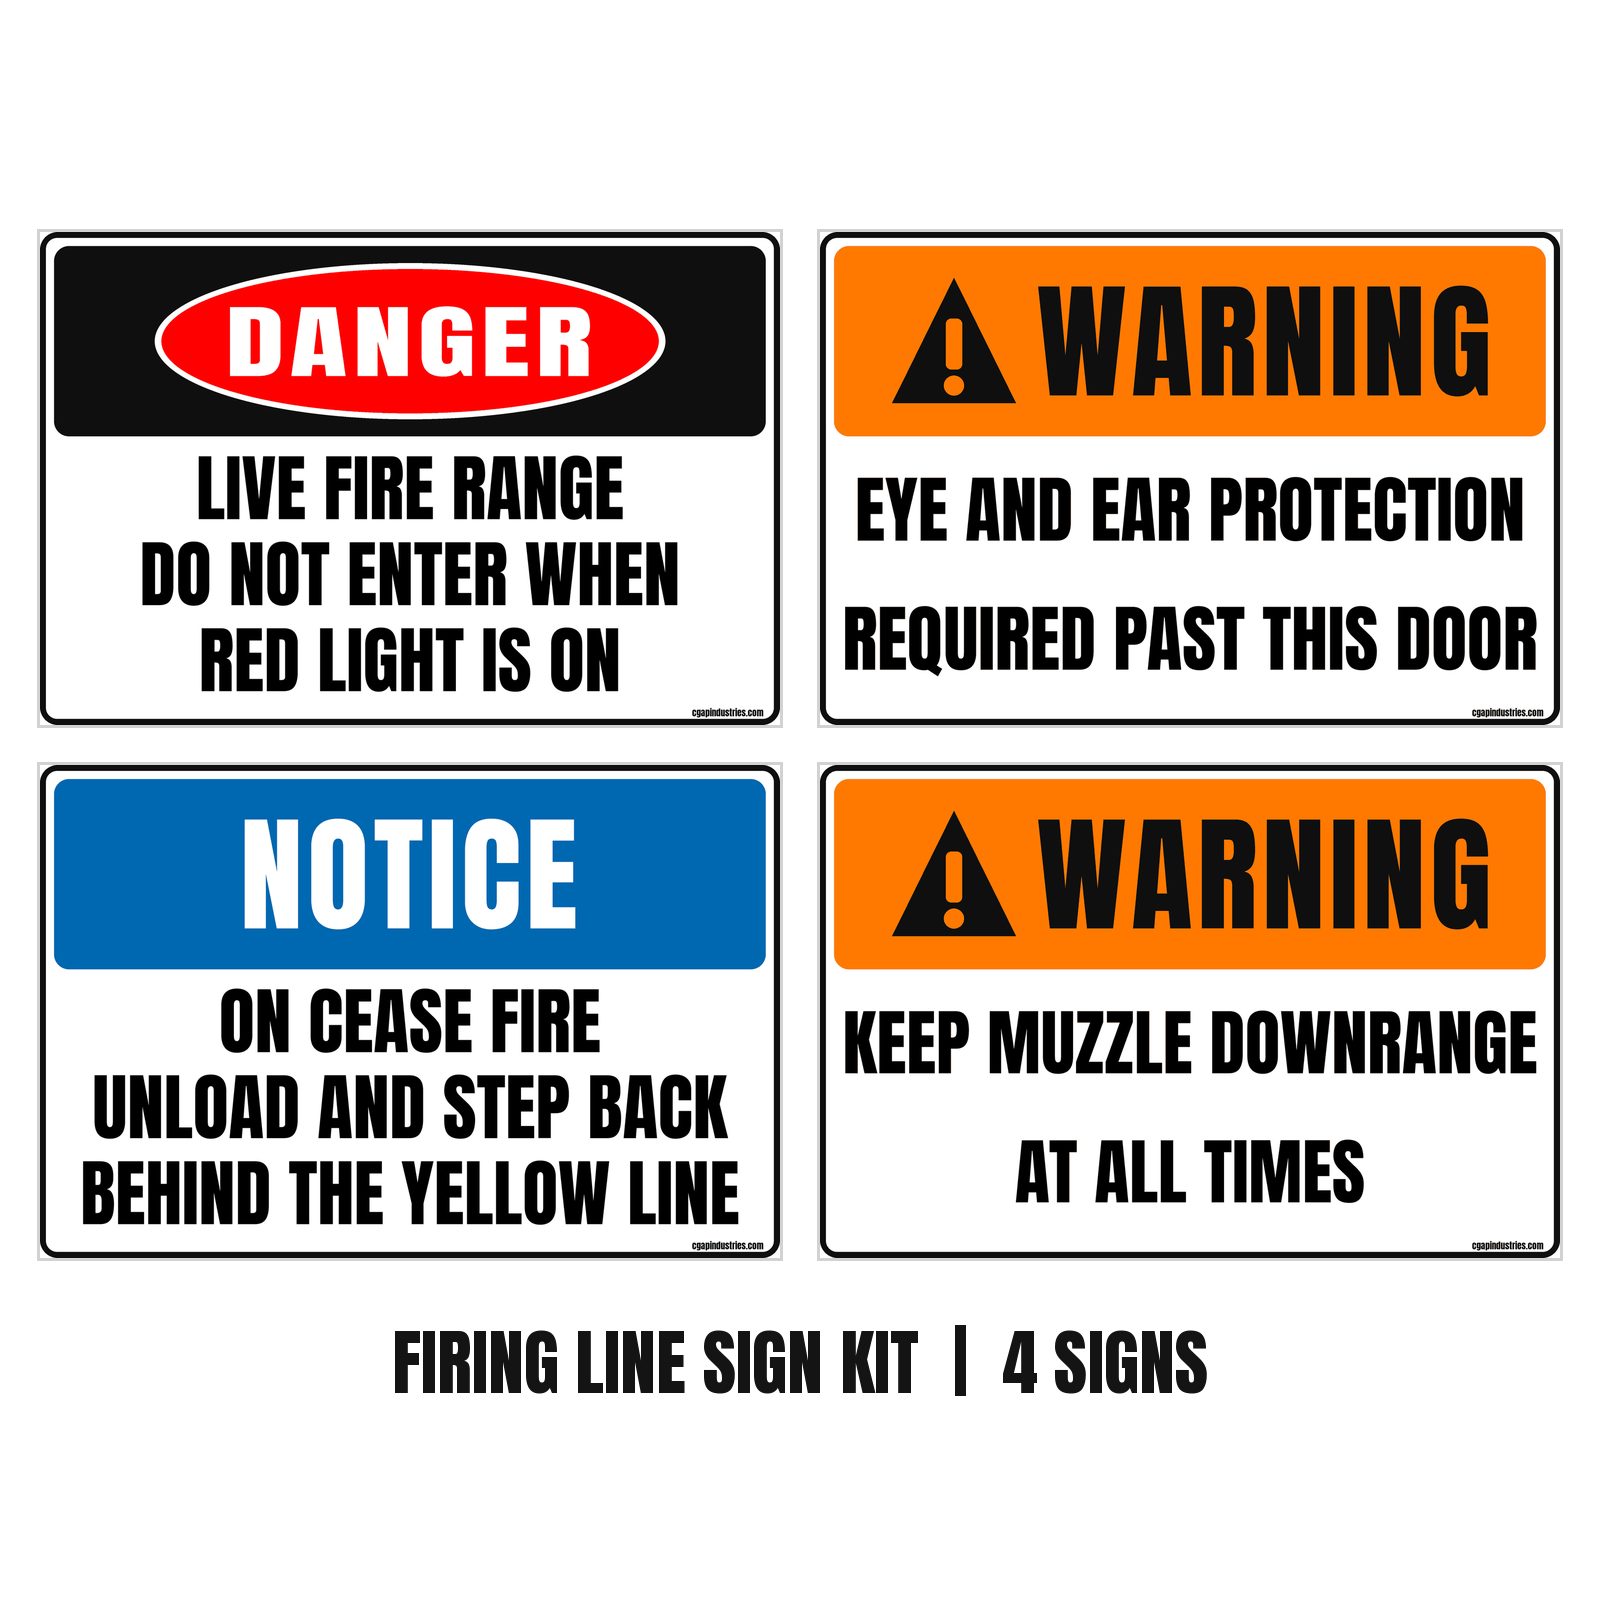 DANGER
LIVE FIRE RANGE
DO NOT ENTER WHEN
RED LIGHT IS ON
cgapindustries.com
WARNING
EYE AND EAR PROTECTION
REQUIRED PAST THIS DOOR
cgapindustries.com
NOTICE
ON CEASE FIRE
UNLOAD AND STEP BACK
BEHIND THE YELLOW LINE
cgapindustries.com
WARNING
KEEP MUZZLE DOWNRANGE
AT ALL TIMES
cgapindustries.com
FIRING LINE SIGN KIT | 4 SIGNS